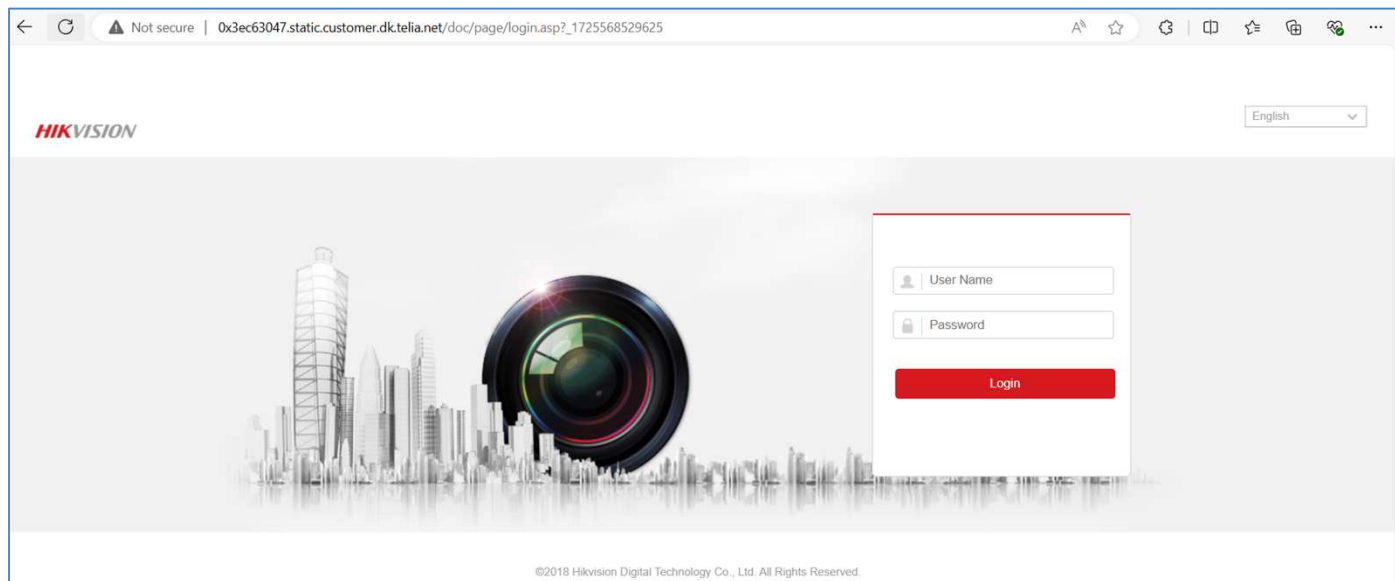 Not secure | 0x3ec63047.static.customer.dk.telia.net/doc/page/login.asp?_1725568529625
HIKVISION
English
User Name
Password
Login
©2018 Hikvision Digital Technology Co., Ltd. All Rights Reserved.